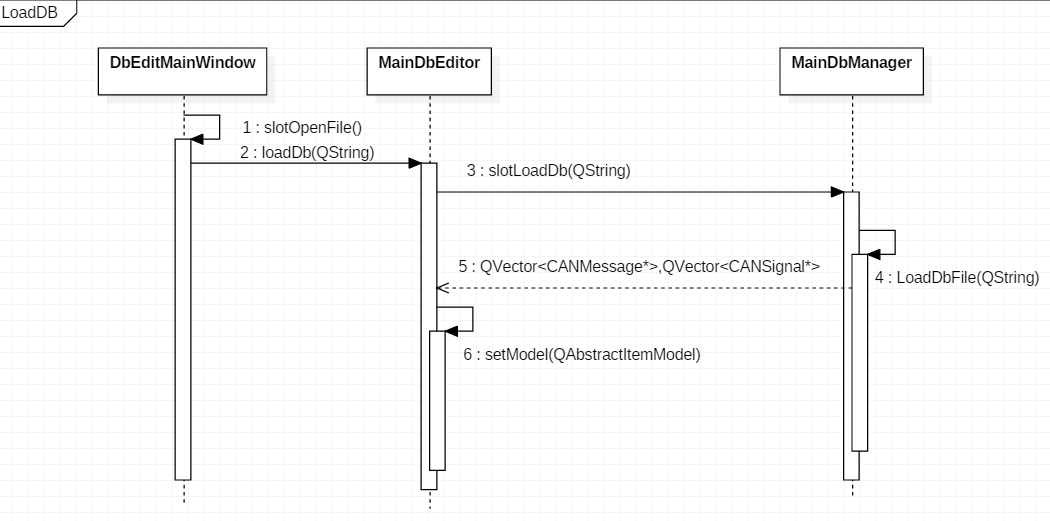 LoadDB
DbEditMainWindow
MainDbEditor
MainDbManager
1 : slotOpenFile()
2 : loadDb(QString)
3 : slotLoadDb(QString)
5 : QVector<CANMessage*>,QVector<CANSignal*>
4 : LoadDbFile(QString)
6 : setModel(QAbstractItemModel)